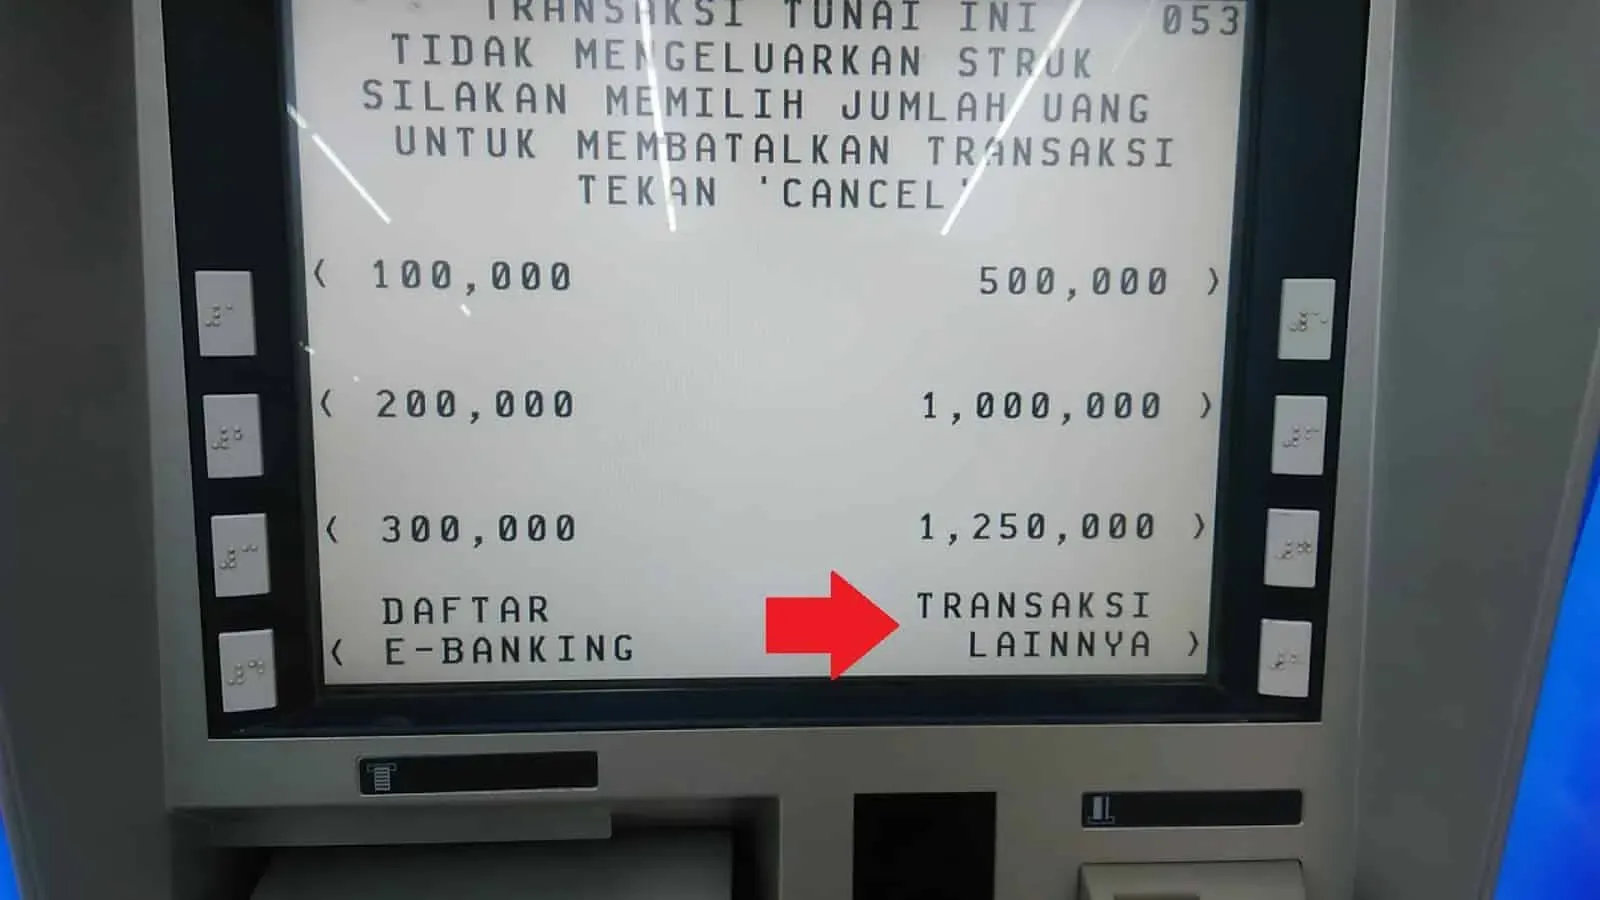 TRANSAKSI TUNAI INI 053
TIDAK MENGELUARKAN STRUK
SILAKAN MEMILIH JUMLAH UANG
UNTUK MEMBATALKAN TRANSAKSI
TEKAN 'CANCEL'
< 100,000 500,000 >
< 200,000 1,000,000 >
< 300,000 1,250,000 >
DAFTAR TRANSAKSI
< E-BANKING LAINNYA >